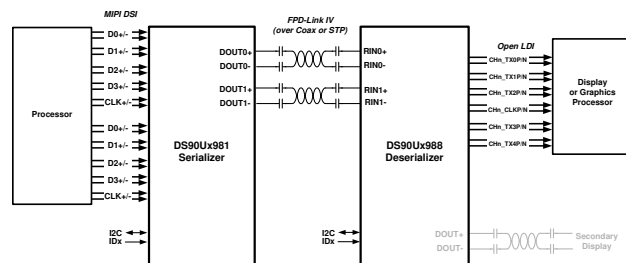 MIPI DSI
FPD-Link IV
(over Coax or STP)
Open LDI
Processor
D0+/-
D1+/-
D2+/-
D3+/-
CLK+/-
D0+/-
D1+/-
D2+/-
D3+/-
CLK+/-
I2C
IDx
DS90Ux981
Serializer
DOUT0+
DOUT0-
DOUT1+
DOUT1-
RIN0+
RIN0-
RIN1+
RIN1-
I2C
IDx
DS90Ux988
Deserializer
CHn_TX0P/N
CHn_TX1P/N
CHn_TX2P/N
CHn_CLKP/N
CHn_TX3P/N
CHn_TX4P/N
DOUT+
DOUT-
Display
or Graphics
Processor
Secondary
Display